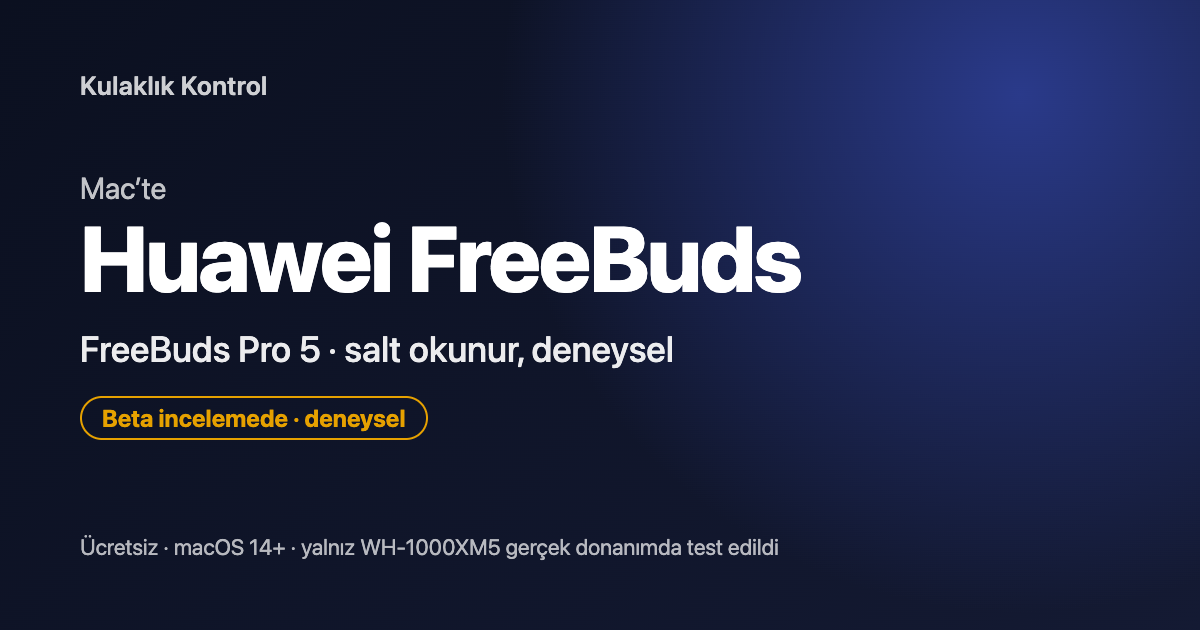 Kulaklık Kontrol
Mac’te
Huawei FreeBuds
FreeBuds Pro 5 · salt okunur, deneysel
Beta incelemede · deneysel
Ücretsiz · macOS 14+ · yalnız WH-1000XM5 gerçek donanımda test edildi